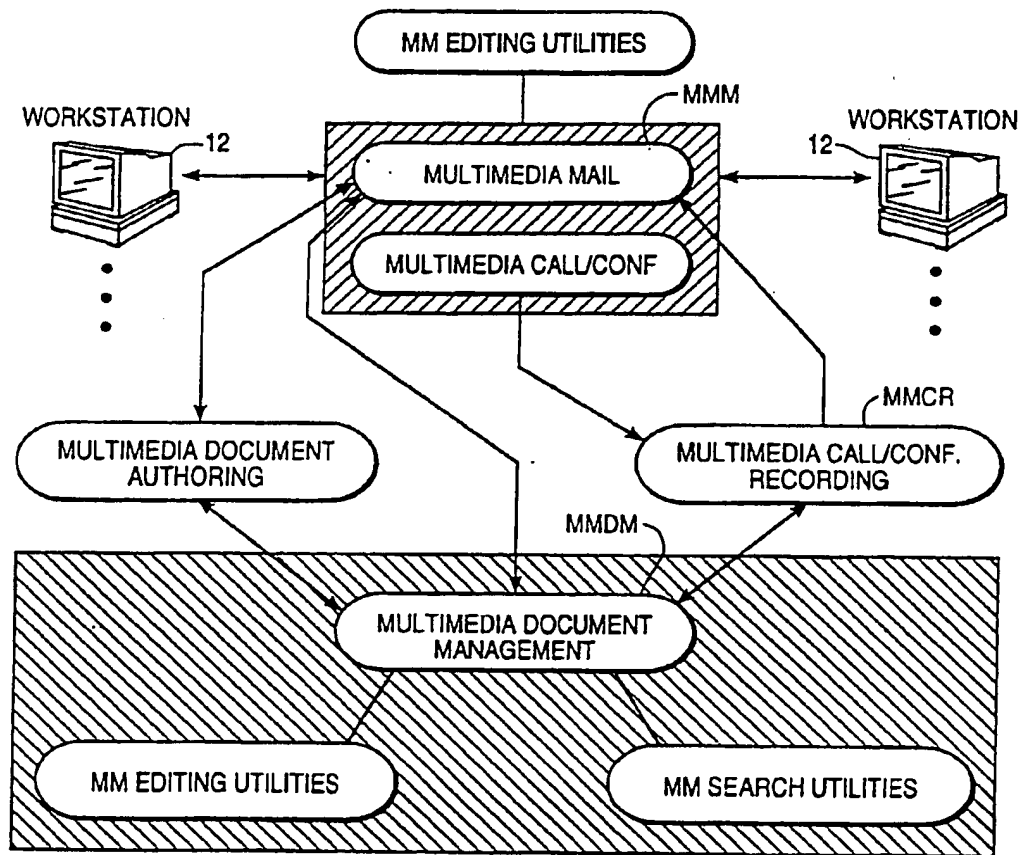 MM EDITING UTILITIES
MMM
WORKSTATION
12
WORKSTATION
12
MULTIMEDIA MAIL
MULTIMEDIA CALL/CONF
MMCR
MULTIMEDIA DOCUMENT
AUTHORING
MULTIMEDIA CALL/CONF.
RECORDING
MMDM
MULTIMEDIA DOCUMENT
MANAGEMENT
MM EDITING UTILITIES
MM SEARCH UTILITIES